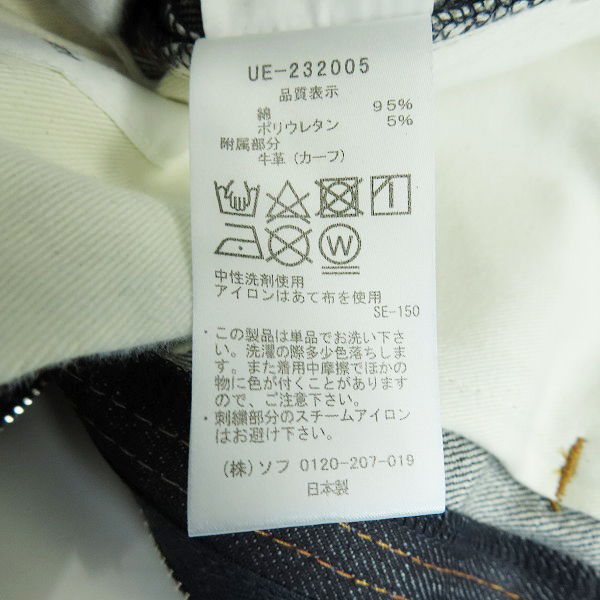 UE-232005
品質表示
綿 95%
ポリウレタン 5%
附属部分
牛革(カーフ)
W
中性洗剤使用
アイロンはあて布を使用
SE-150
・この製品は単品でお洗い下さ
い。洗濯の際多少色落ちしま
す。また着用中摩擦でほかの
物に色が付くことがあります
ので、ご注意下さい。
・刺繍部分のスチームアイロン
はお避け下さい。
(株)ソフ 0120-207-019
日本製